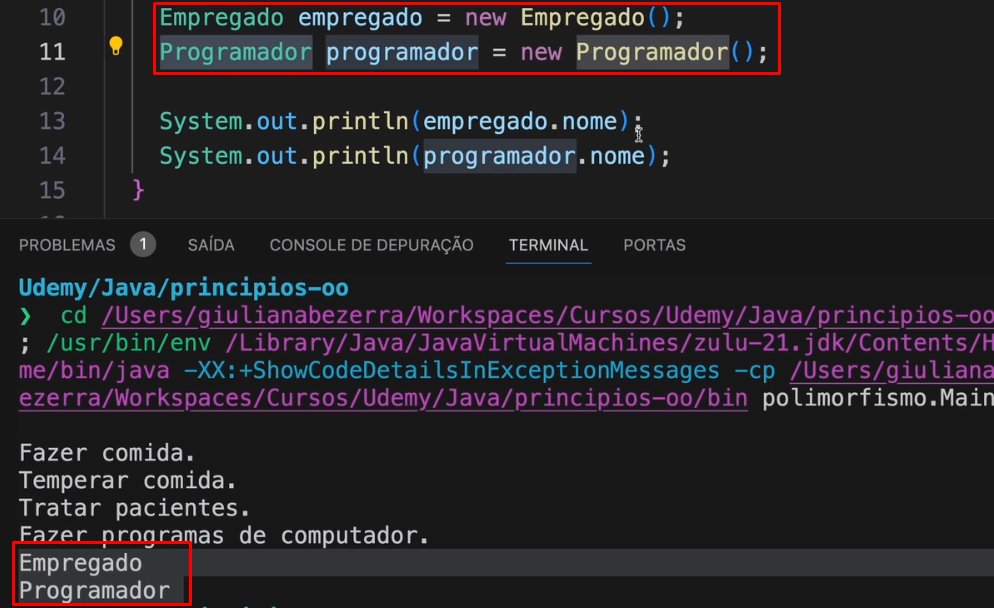 10 Empregado empregado = new Empregado();
11 Programador programador = new Programador();
12
13 System.out.println(empregado.nome);
14 System.out.println(programador.nome);
15 }
PROBLEMAS 1 SAÍDA CONSOLE DE DEPURAÇÃO TERMINAL PORTAS
Udemy/Java/principios-oo
❯ cd /Users/giulianabezerra/Workspaces/Cursos/Udemy/Java/principios-oo
; /usr/bin/env /Library/Java/JavaVirtualMachines/zulu-21.jdk/Contents/H
me/bin/java -XX:+ShowCodeDetailsInExceptionMessages -cp /Users/giuliana
ezerra/Workspaces/Cursos/Udemy/Java/principios-oo/bin polimorfismo.Main
Fazer comida.
Temperar comida.
Tratar pacientes.
Fazer programas de computador.
Empregado
Programador